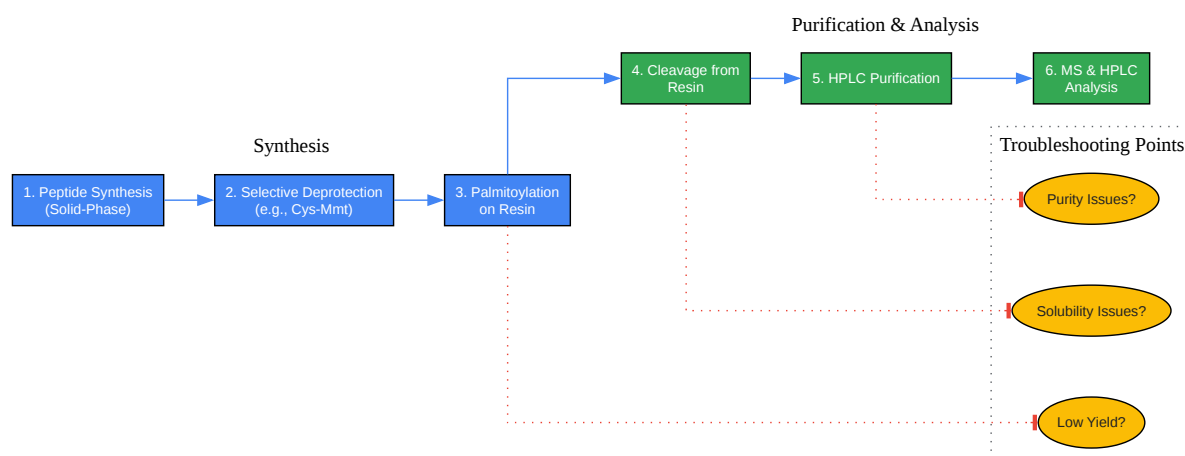 Purification & Analysis
4. Cleavage from
Resin
5. HPLC Purification
6. MS & HPLC
Analysis
Synthesis
Troubleshooting Points
1. Peptide Synthesis
(Solid-Phase)
2. Selective Deprotection
(e.g., Cys-Mmt)
3. Palmitoylation
on Resin
Purity Issues?
Solubility Issues?
Low Yield?